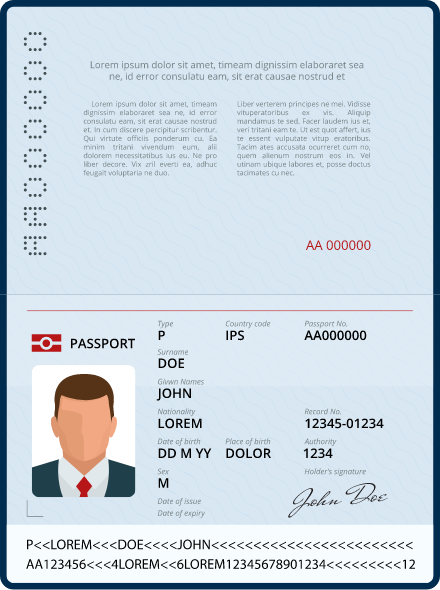 Lorem ipsum dolor sit amet, timeam dignissim elaboraret sea
ne, id error consulatu eam, sit erat causae nostrud et
Lorem ipsum dolor sit amet, timeam dignissim
elaboraret sea ne, id error
consulatu eam, sit erat causae nostrud
et. In cum discere percipitur scribentur.
Qui virtute officiis ponderum cu. Ea
minim tritani vivendum eum, alii
dolorem necessitatibus ius eu. Ne pro
liber decore. Vix zril everti ea, adhuc
feugait voluptaria ne duo.
Liber verterem principes ne mei. Vidisse
vituperatoribus ex vis. Aliquip
mandamus te sed. Facer laudem ius et,
veri tritani eam te. Ut est quot affert, ius
te essent vulputate vitup eratoribus.
Tacim ates accusata ocurreret cum no,
quem alienum nostrum eos in. Vel
utinam ubique labores et, posse doctus
tacimates cu nec.
AA 000000
PASSPORT
Type
Country code
Passport No.
P
IPS
AA000000
Surname
DOE
Givwn Names
JOHN
Nationality
Record No.
LOREM
12345-01234
Date of birth
Place of birth
Authority
DD M YY
DOLOR
1234
Sex
Holder's signature
M
John Doe
Date of issue
Date of expiry
P<<LOREM<<<DOE<<<<JOHN<<<<<<<<<<<<<<<<<<<<<<<<<
AA123456<<<4LOREM<<6LOREM12345678901234<<<<<<<<<12